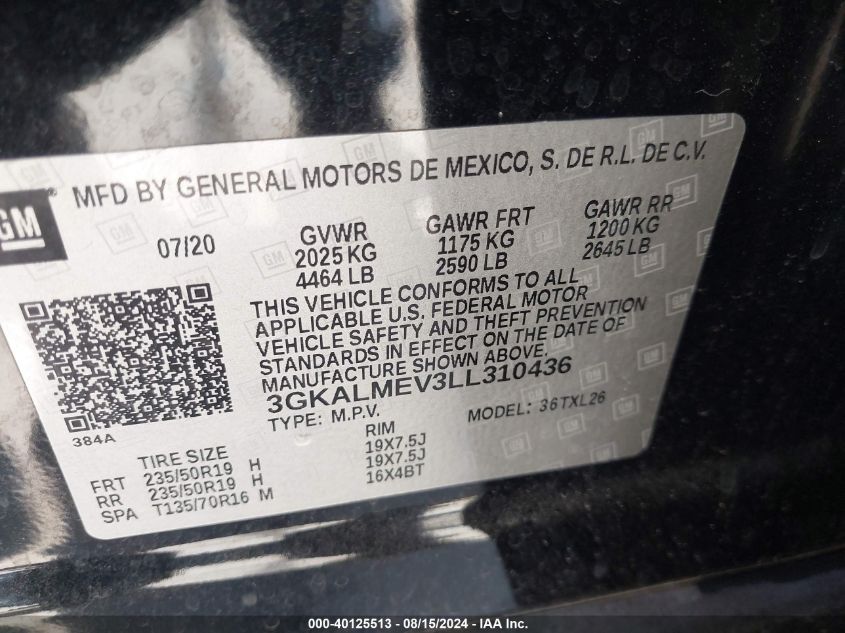 MFD BY GENERAL MOTORS DE MEXICO, S. DE R.L. DE C.V.
GM ®
07/20
GVWR
2025 KG
4464 LB
GAWR FRT
1175 KG
2590 LB
GAWR RR
1200 KG
2645 LB
THIS VEHICLE CONFORMS TO ALL
APPLICABLE U.S. FEDERAL MOTOR
VEHICLE SAFETY AND THEFT PREVENTION
STANDARDS IN EFFECT ON THE DATE OF
MANUFACTURE SHOWN ABOVE.
3GKALMEV3LL310436
TYPE: M.P.V.
MODEL: 36TXL26
384A
TIRE SIZE
RIM
FRT 235/50R19 H 19X7.5J
RR 235/50R19 H 19X7.5J
SPA T135/70R16 M 16X4BT
000-40125513 - 08/15/2024 - IAA Inc.